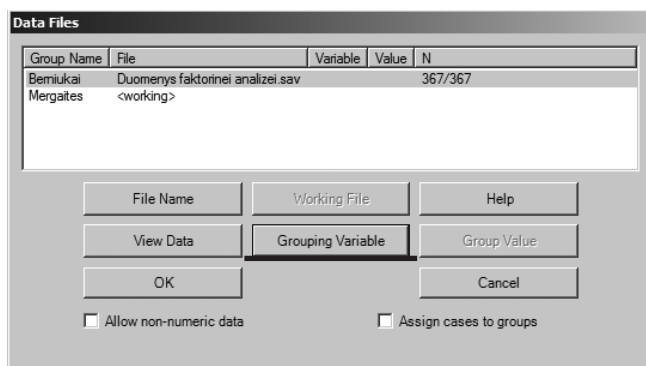 Data Files
Group Name File Variable Value N
Berniukai Duomenys faktorinei analizei.sav 367/367
Mergaites <working>
File Name Working File Help
View Data Grouping Variable Group Value
OK Cancel
Allow non-numeric data Assign cases to groups